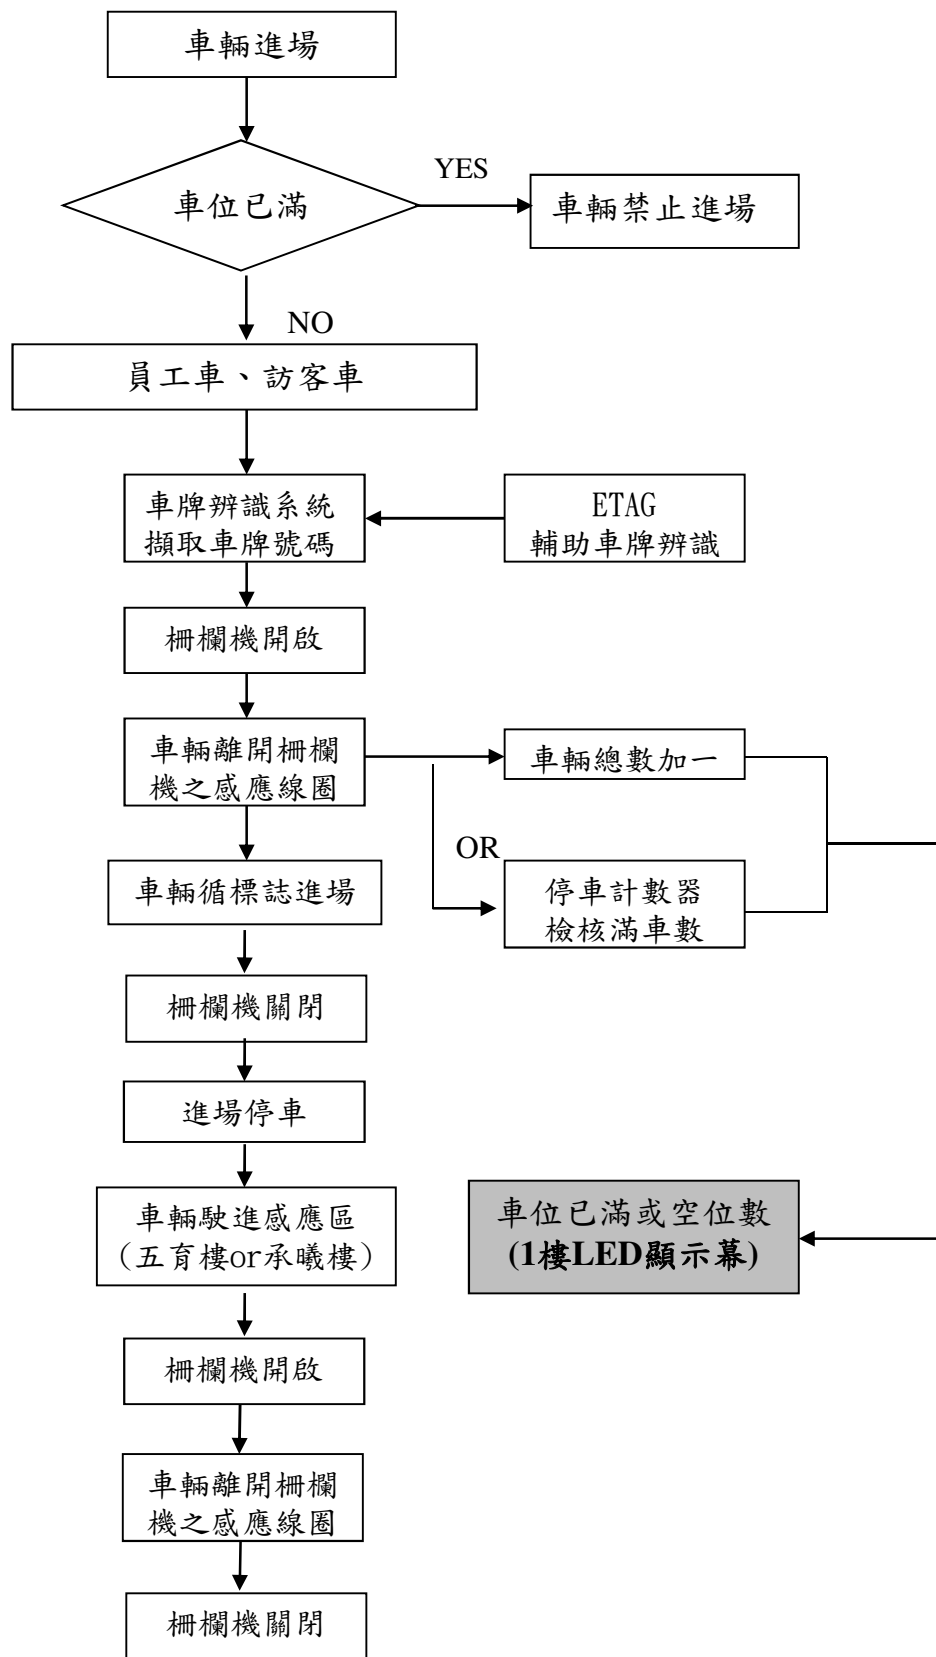 車輛進場
車位已滿
YES
車輛禁止進場
NO
員工車、訪客車
車牌辨識系統
擷取車牌號碼
ETAG
輔助車牌辨識
柵欄機開啟
車輛離開柵欄
機之感應線圈
車輛總數加一
OR
車輛循標誌進場
停車計數器
檢核滿車數
柵欄機關閉
進場停車
車輛駛進感應區
（五育樓or承曦樓）
車位已滿或空位數
(1樓LED顯示幕)
柵欄機開啟
車輛離開柵欄
機之感應線圈
柵欄機關閉